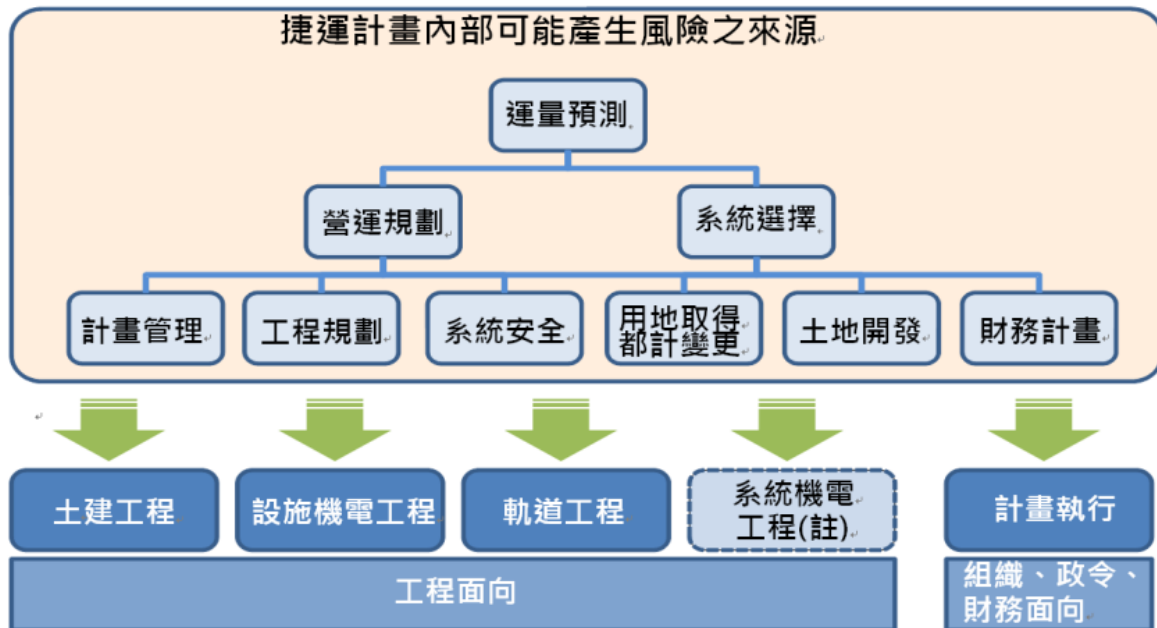 捷運計畫內部可能產生風險之來源
運量預測
營運規劃
系統選擇
計畫管理
工程規劃
系統安全
用地取得
都計變更
土地開發
財務計畫
土建工程
設施機電工程
軌道工程
系統機電
工程(註)
計畫執行
工程面向
組織、政令、
財務面向